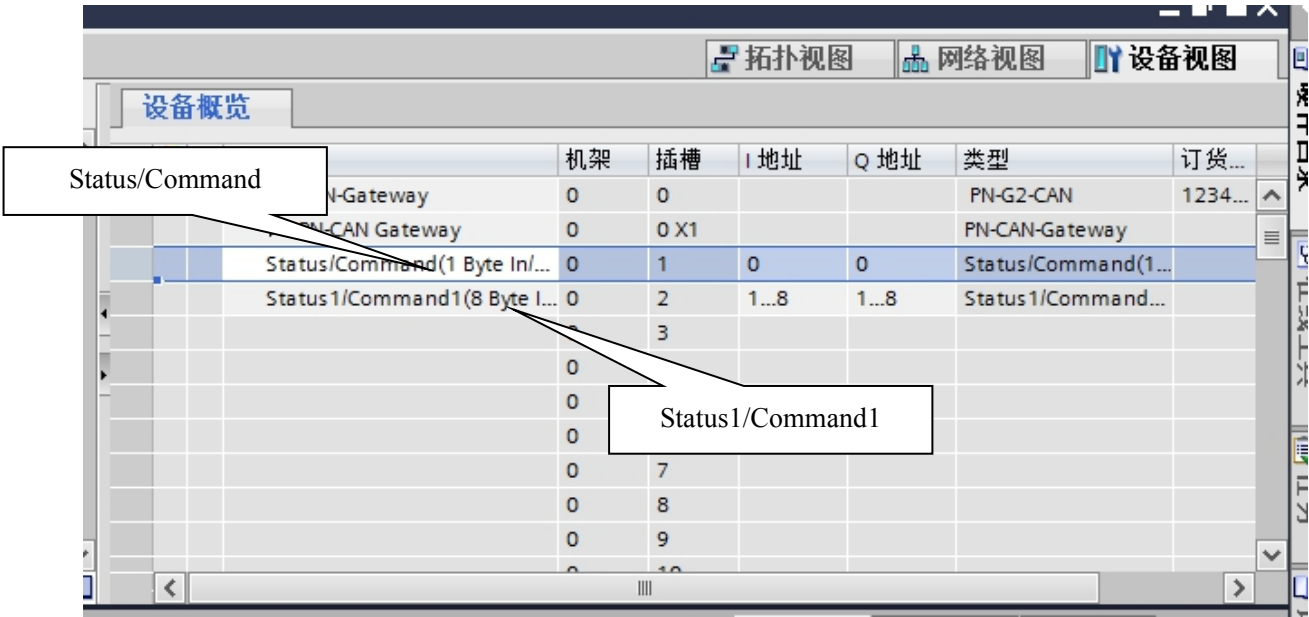 拓扑视图 网络视图 设备视图
设备概览
机架 插槽 I 地址 Q 地址 类型 订货...
Status/Command
N-Gateway 0 0 PN-G2-CAN 1234...
PN-CAN Gateway 0 0 X1 PN-CAN-Gateway
Status/Command(1 Byte In/... 0 1 0 0 Status/Command(1...
Status1/Command1(8 Byte I... 0 2 1...8 1...8 Status1/Command...
3
0
0
Status1/Command1
0
0 7
0 8
0 9